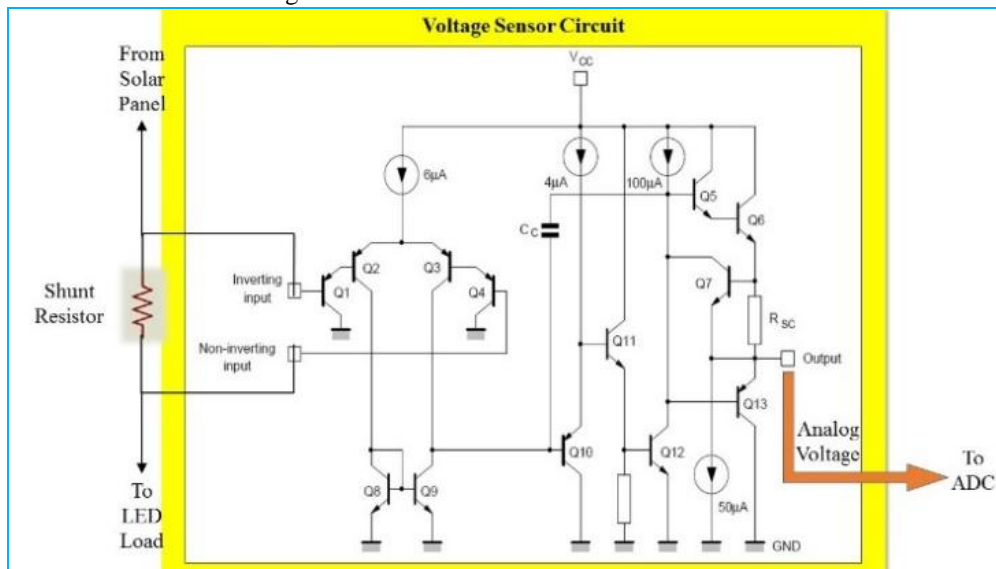 Voltage Sensor Circuit
From
Solar
Panel
Shunt
Resistor
To
LED
Load
VCC
6μA
4μA
100μA
CC
Q5
Q6
Q2
Q3
Q1
Q4
Q7
Inverting
input
Non-inverting
input
RSC
Q11
Output
Q13
Q10
Q12
Q8
Q9
50μA
GND
Analog
Voltage
To
ADC